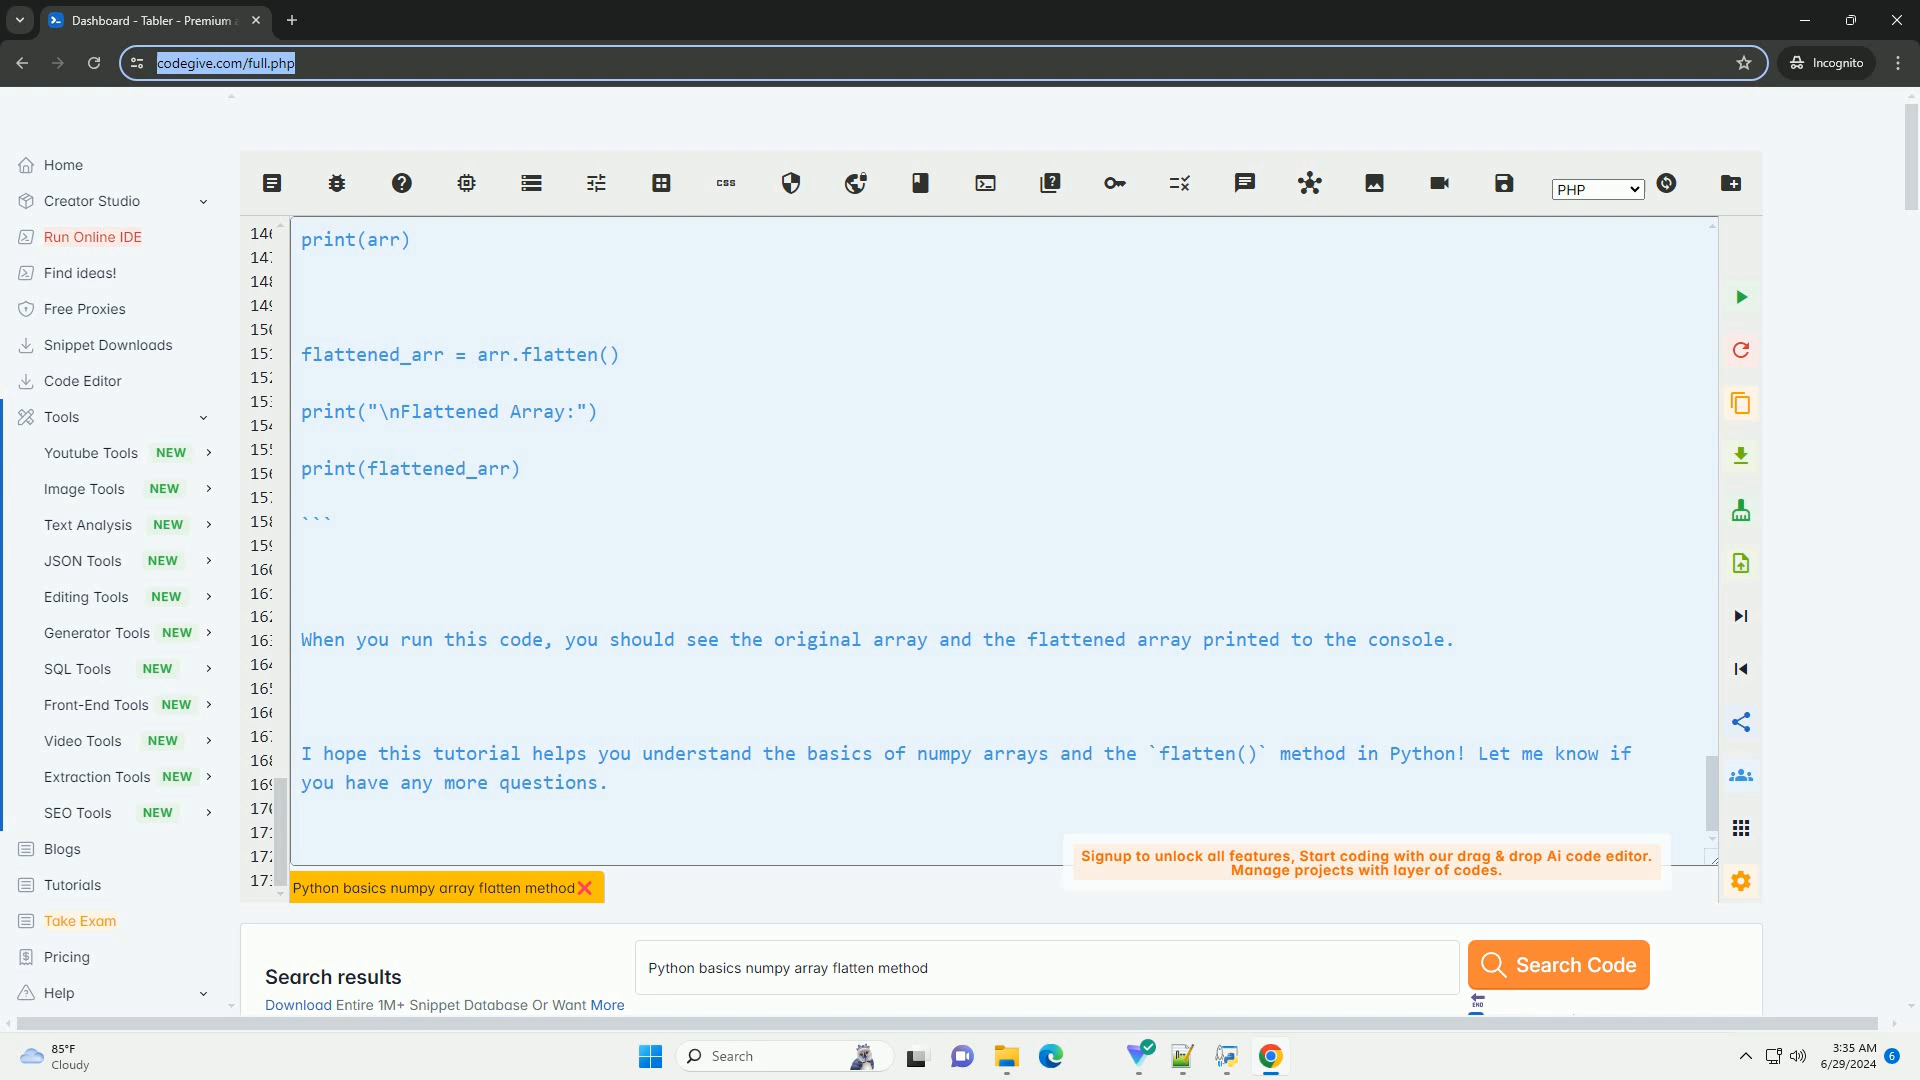 Dashboard - Tabler - Premium
codegive.com/full.php
Incognito
Home
Creator Studio
Run Online IDE
Find ideas!
Free Proxies
Snippet Downloads
Code Editor
Tools
Youtube Tools NEW
Image Tools NEW
Text Analysis NEW
JSON Tools NEW
Editing Tools NEW
Generator Tools NEW
SQL Tools NEW
Front-End Tools NEW
Video Tools NEW
Extraction Tools NEW
SEO Tools NEW
Blogs
Tutorials
Take Exam
Pricing
Help
css
PHP
print(arr)
flattened_arr = arr.flatten()
print("\nFlattened Array:")
print(flattened_arr)
```
When you run this code, you should see the original array and the flattened array printed to the console.
I hope this tutorial helps you understand the basics of numpy arrays and the `flatten()` method in Python! Let me know if
you have any more questions.
Signup to unlock all features, Start coding with our drag & drop Ai code editor.
Manage projects with layer of codes.
Python basics numpy array flatten method
Search results
Python basics numpy array flatten method
Search Code
Download Entire 1M+ Snippet Database Or Want More
END
85°F
Cloudy
Search
3:35 AM
6/29/2024
6